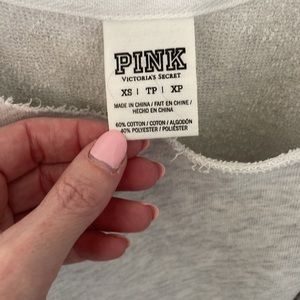 PINK
VICTORIA'S SECRET
XS | TP | XP
MADE IN CHINA / FAIT EN CHINE /
HECHO EN CHINA
60% COTTON / COTON / ALGODÓN
40% POLYESTER / POLIÉSTER